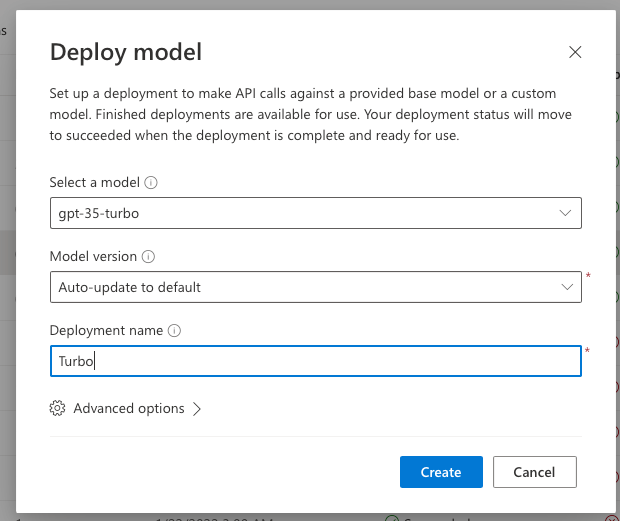 Deploy model
Set up a deployment to make API calls against a provided base model or a custom
model. Finished deployments are available for use. Your deployment status will move
to succeeded when the deployment is complete and ready for use.
Select a model
gpt-35-turbo
Model version
Auto-update to default
*
Deployment name
Turbo
*
Advanced options
Create
Cancel